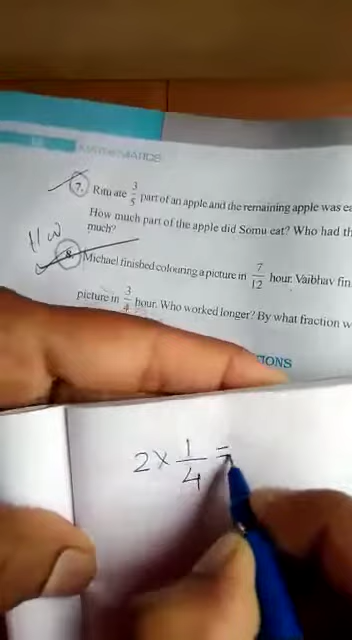 MATHEMATICS
7. Ritu ate 3/5 part of an apple and the remaining apple was
How much part of the apple did Somu eat? Who had th
much?
HW
8. Michael finished colouring a picture in 7/12 hour. Vaibhav fin
picture in 3/4 hour. Who worked longer? By what fraction w
IONS
2 × 1/4 =